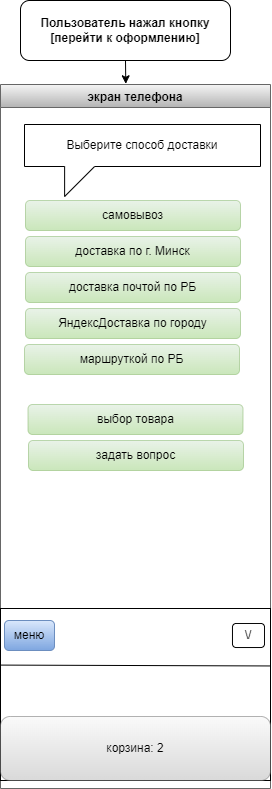 Пользователь нажал кнопку
[перейти к оформлению]
экран телефона
Выберите способ доставки
самовывоз
доставка по г. Минск
доставка почтой по РБ
ЯндексДоставка по городу
маршруткой по РБ
выбор товара
задать вопрос
меню
V
корзина: 2